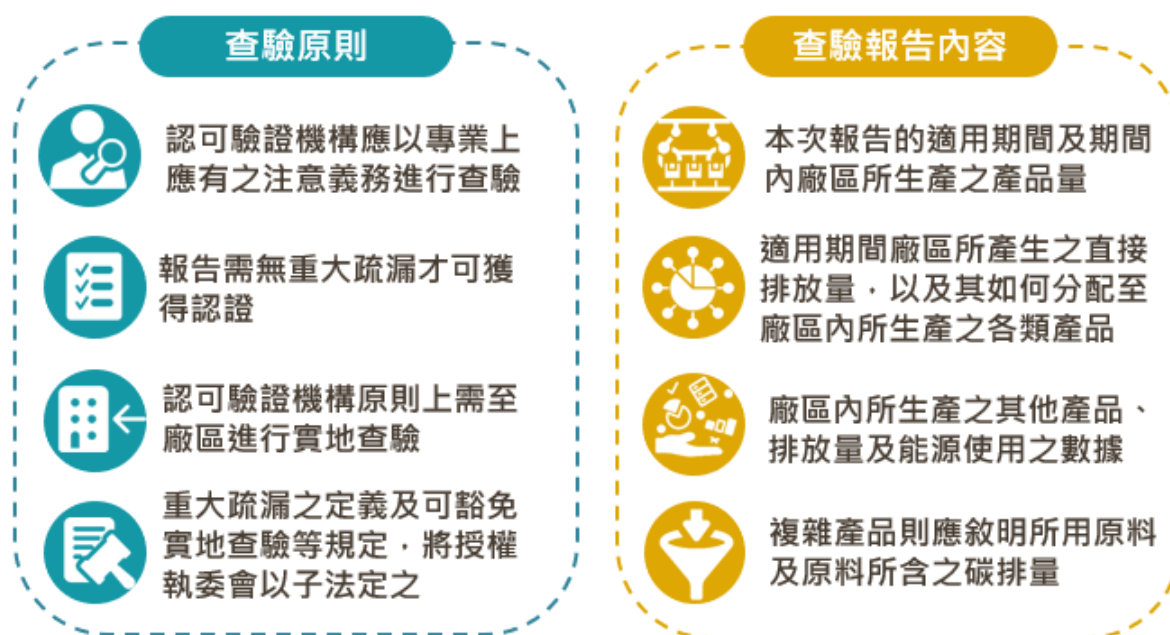 查驗原則
認可驗證機構應以專業上
應有之注意義務進行查驗
報告需無重大疏漏才可獲
得認證
認可驗證機構原則上需至
廠區進行實地查驗
重大疏漏之定義及可豁免
實地查驗等規定，將授權
執委會以子法定之
查驗報告內容
本次報告的適用期間及期間
內廠區所生產之產品量
適用期間廠區所產生之直接
排放量，以及其如何分配至
廠區內所生產之各類產品
廠區內所生產之其他產品、
排放量及能源使用之數據
複雜產品則應敘明所用原料
及原料所含之碳排量